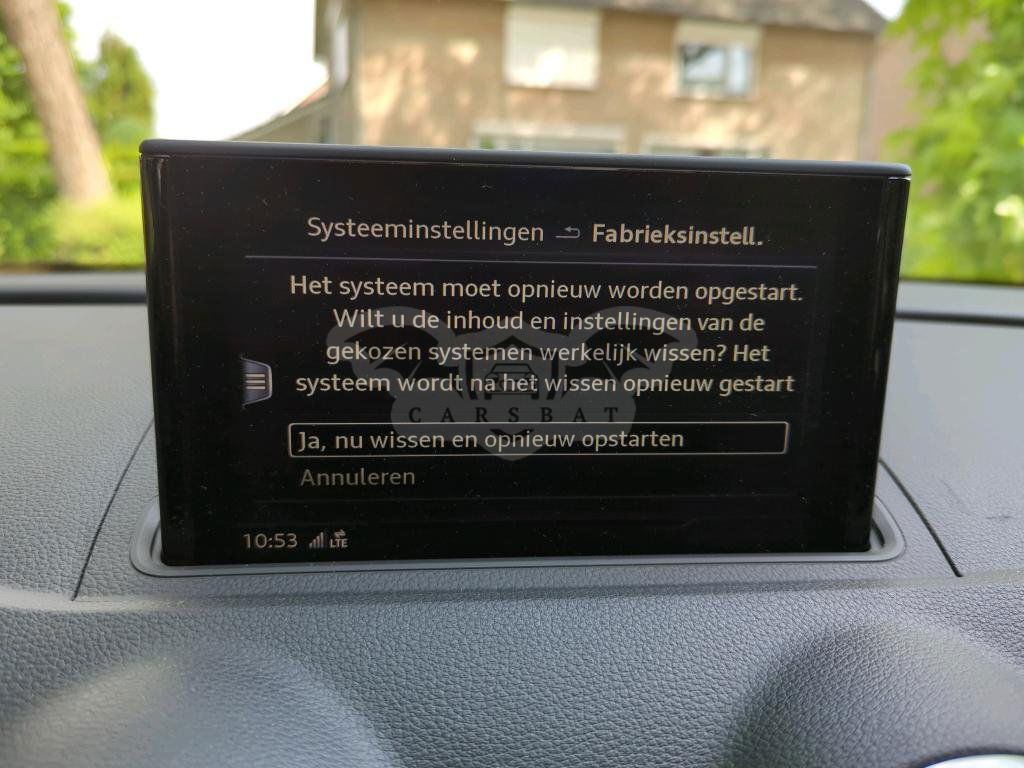 Systeeminstellingen Fabrieksinstell.
Het systeem moet opnieuw worden opgestart.
Wilt u de inhoud en instellingen van de
gekozen systemen werkelijk wissen? Het
systeem wordt na het wissen opnieuw gestart
CARSBAT
Ja, nu wissen en opnieuw opstarten
Annuleren
10:53 LTE